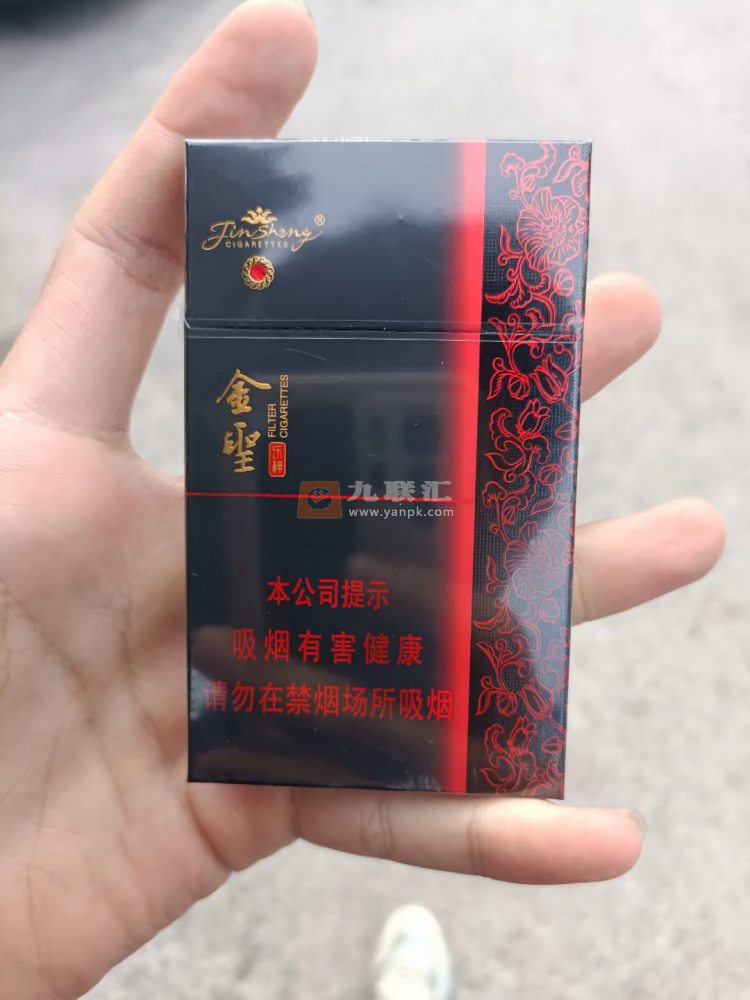 JinSheng®
CIGARETTES
金聖
FILTER
CIGARETTES
九联汇
www.yanpk.com
本公司提示
吸烟有害健康
请勿在禁烟场所吸烟